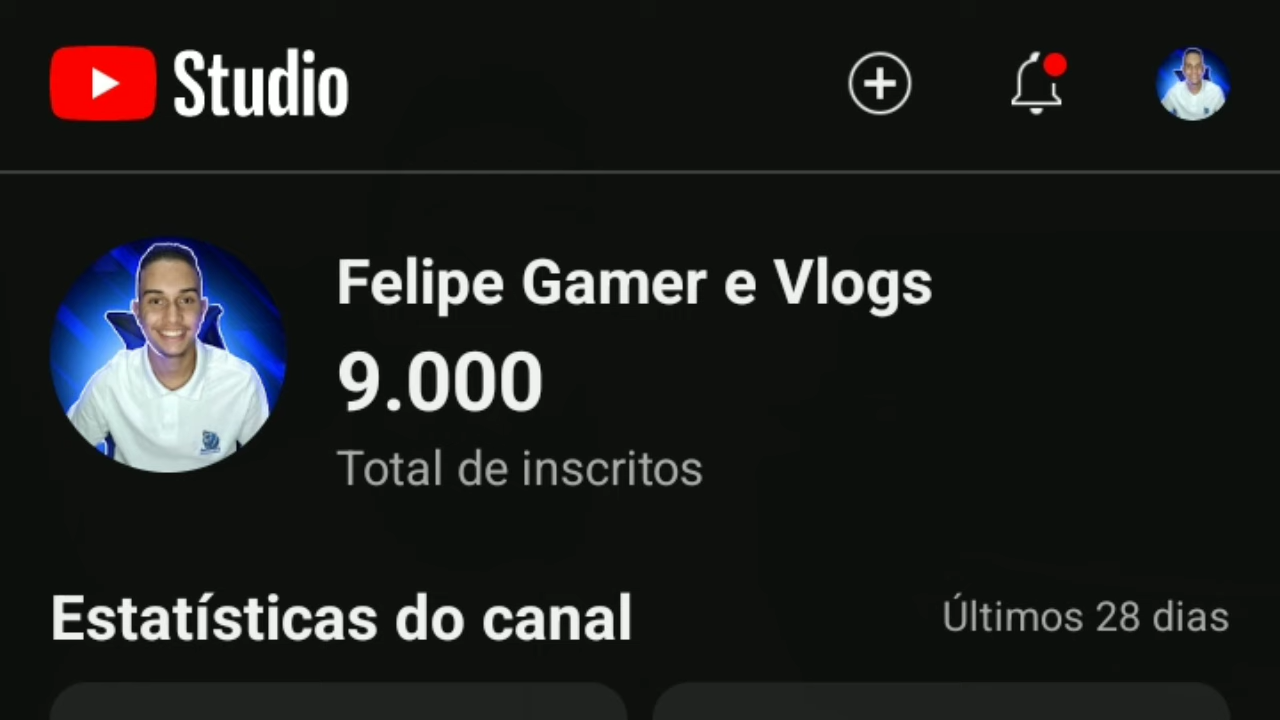 Studio
Felipe Gamer e Vlogs
9.000
Total de inscritos
Estatísticas do canal
Últimos 28 dias